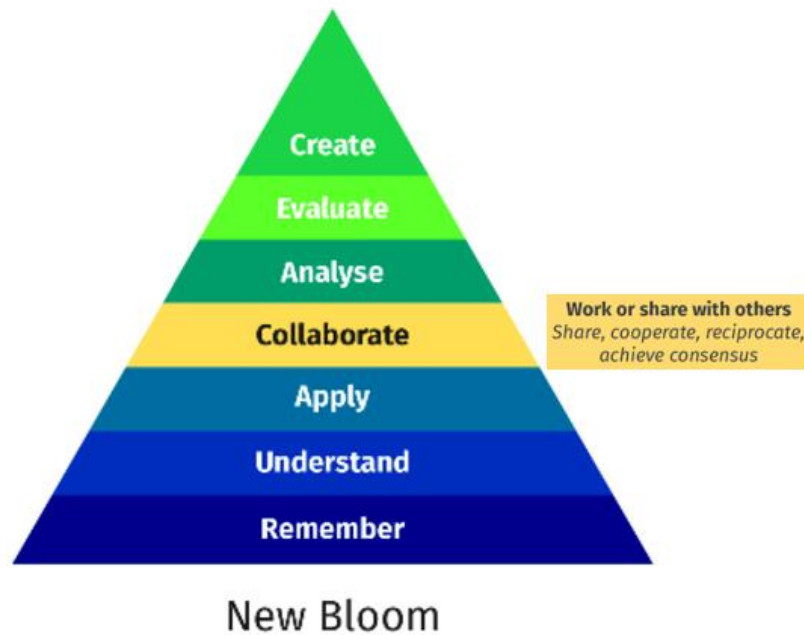 Create
Evaluate
Analyse
Collaborate
Work or share with others
Share, cooperate, reciprocate,
achieve consensus
Apply
Understand
Remember
New Bloom